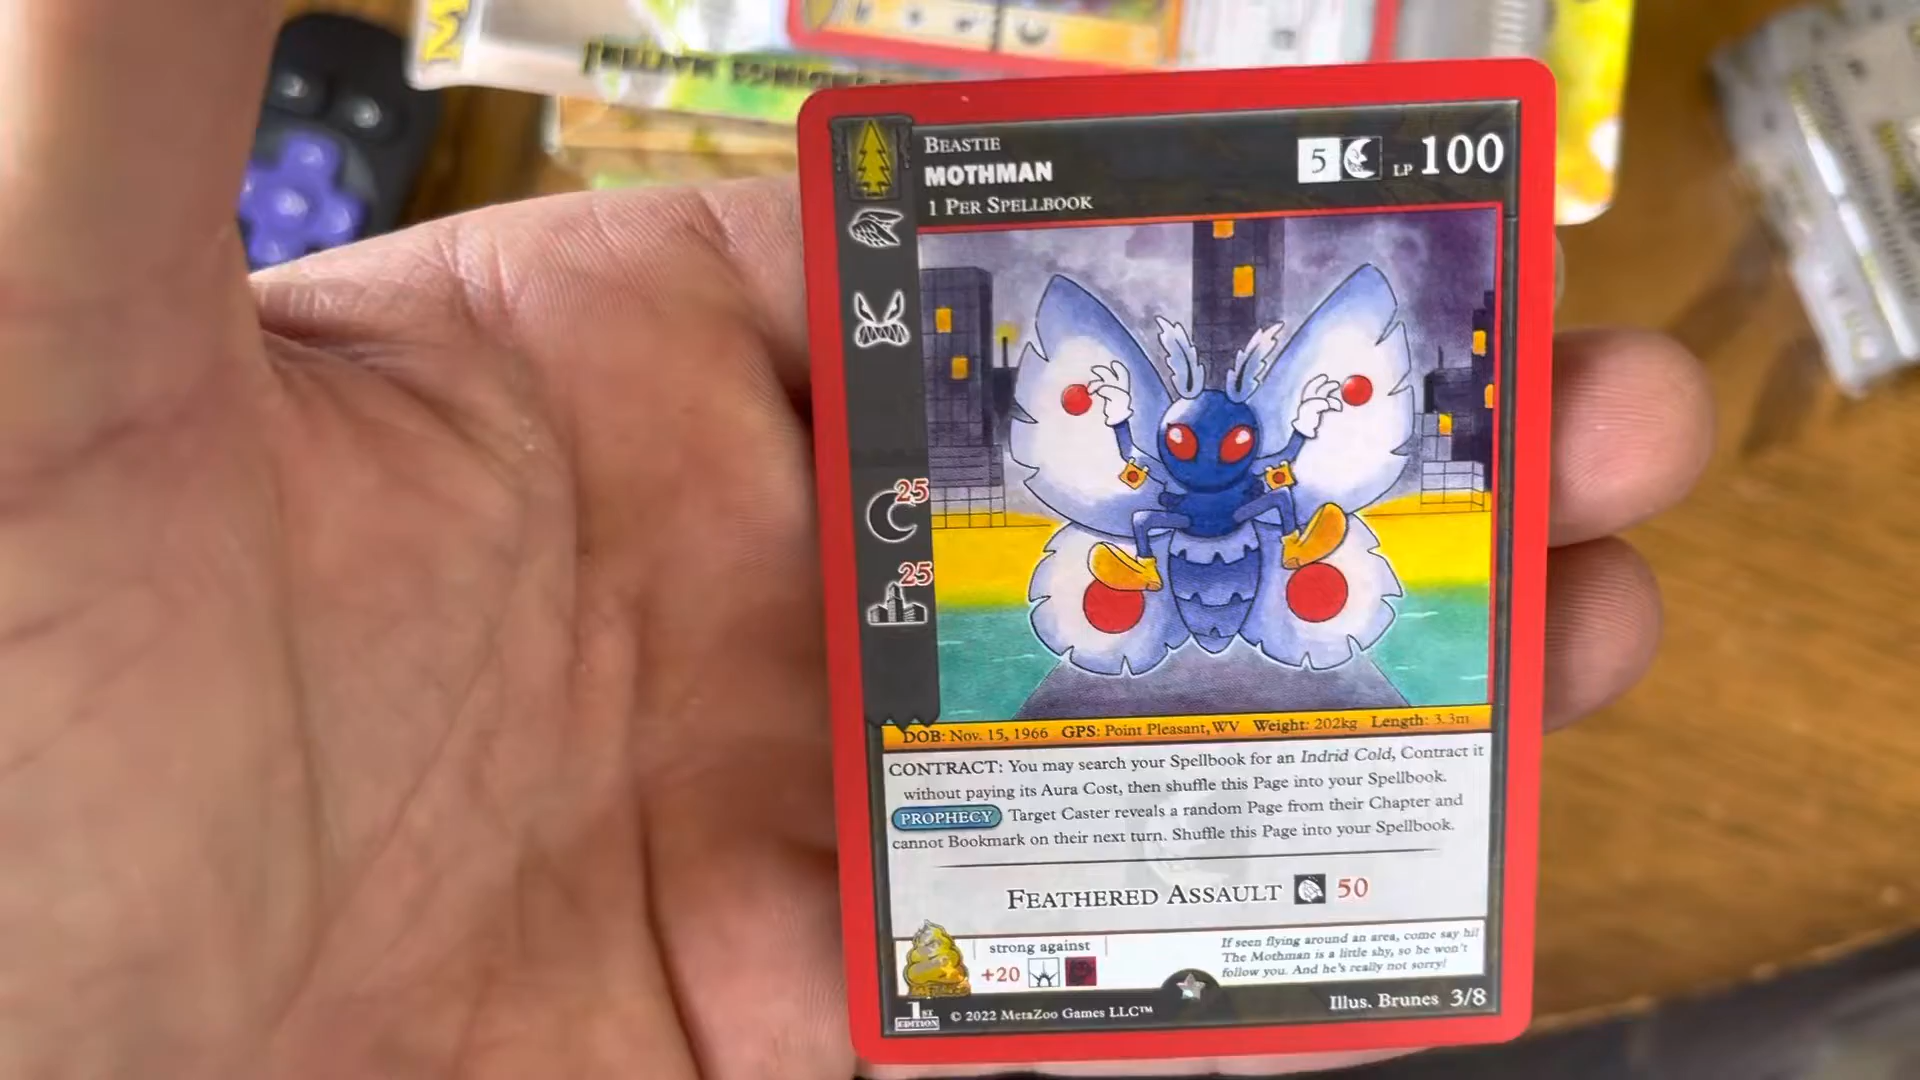 BEASTIE
MOTHMAN
1 PER SPELLBOOK
5 LP 100
25
25
DOB: Nov. 15, 1966 GPS: Point Pleasant, WV Weight: 202kg Length: 3.3m
CONTRACT: You may search your Spellbook for an Indrid Cold, Contract it
without paying its Aura Cost, then shuffle this Page into your Spellbook.
PROPHECY Target Caster reveals a random Page from their Chapter and
cannot Bookmark on their next turn. Shuffle this Page into your Spellbook.
FEATHERED ASSAULT 50
strong against
+20
If seen flying around an area, come say hi!
The Mothman is a little shy, so he won't
follow you. And he's really not sorry!
1ST EDITION © 2022 MetaZoo Games LLC™
Illus. Brunes 3/8